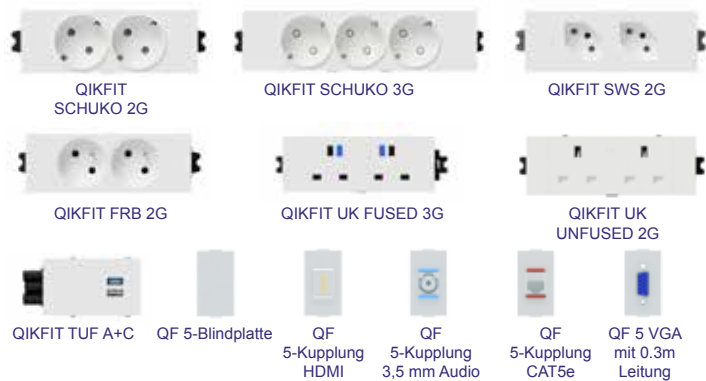 QIKFIT
SCHUKO 2G
QIKFIT SCHUKO 3G
QIKFIT SWS 2G
QIKFIT FRB 2G
QIKFIT UK FUSED 3G
QIKFIT UK
UNFUSED 2G
QIKFIT TUF A+C
QF 5-Blindplatte
QF
5-Kupplung
HDMI
QF
5-Kupplung
3,5 mm Audio
QF
5-Kupplung
CAT5e
QF 5 VGA
mit 0.3m
Leitung